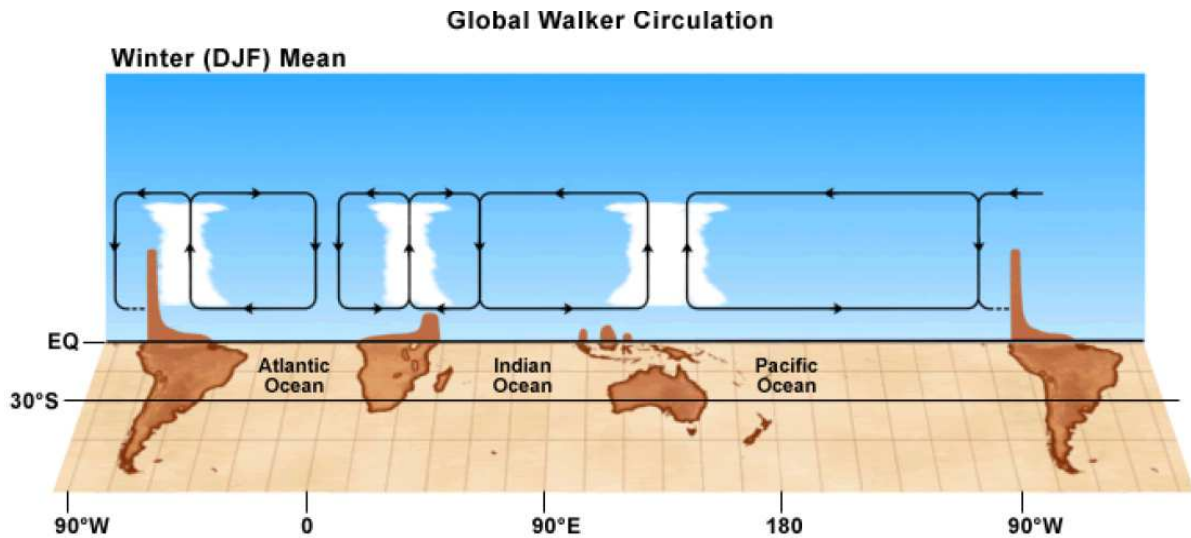 Global Walker Circulation
Winter (DJF) Mean
EQ
30°S
Atlantic
Ocean
Indian
Ocean
Pacific
Ocean
90°W
0
90°E
180
90°W